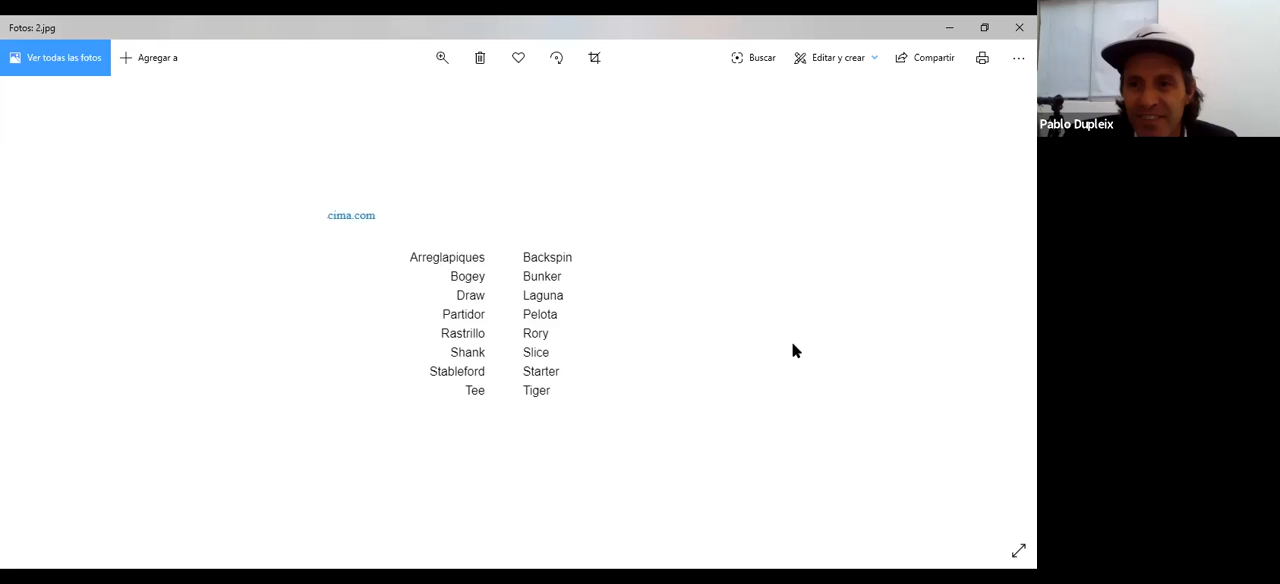 Fotos: 2.jpg
Ver todas las fotos
Agregar a
Buscar
Editar y crear
Compartir
Pablo Dupleix
cima.com
Arreglapiques Backspin
Bogey Bunker
Draw Laguna
Partidor Pelota
Rastrillo Rory
Shank Slice
Stableford Starter
Tee Tiger